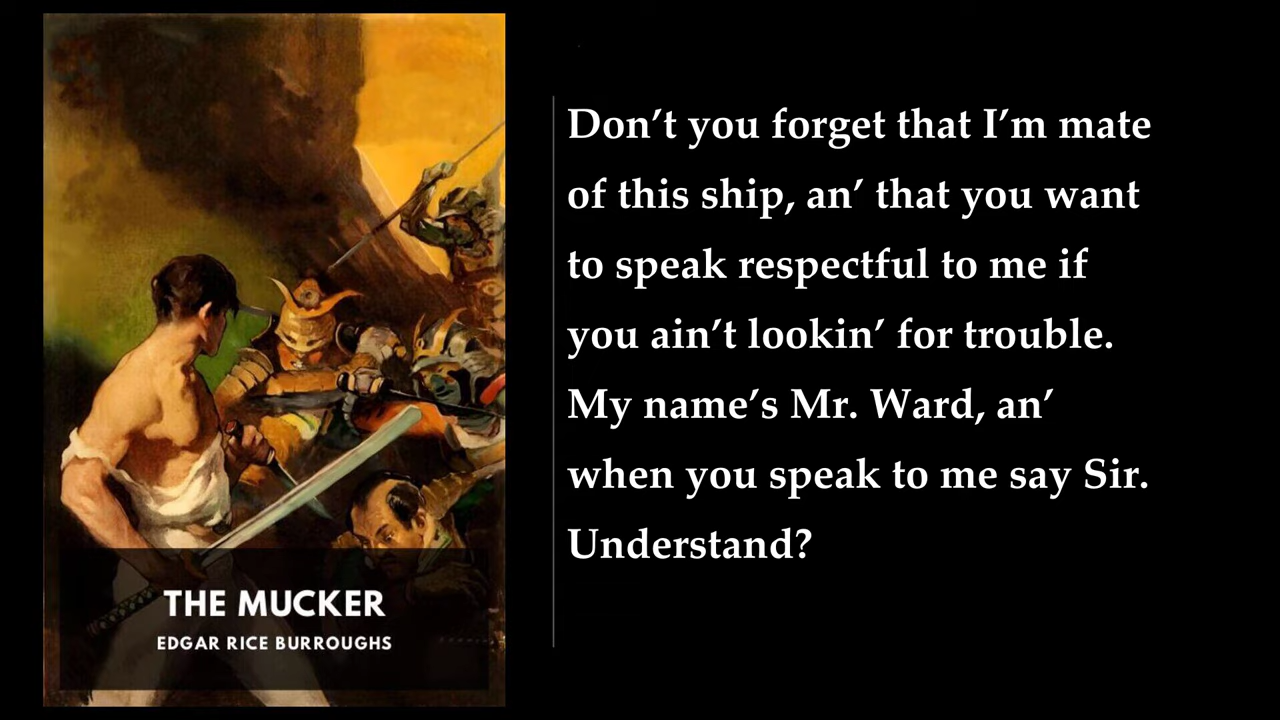 THE MUCKER
EDGAR RICE BURROUGHS
Don’t you forget that I’m mate
of this ship, an’ that you want
to speak respectful to me if
you ain’t lookin’ for trouble.
My name’s Mr. Ward, an’
when you speak to me say Sir.
Understand?